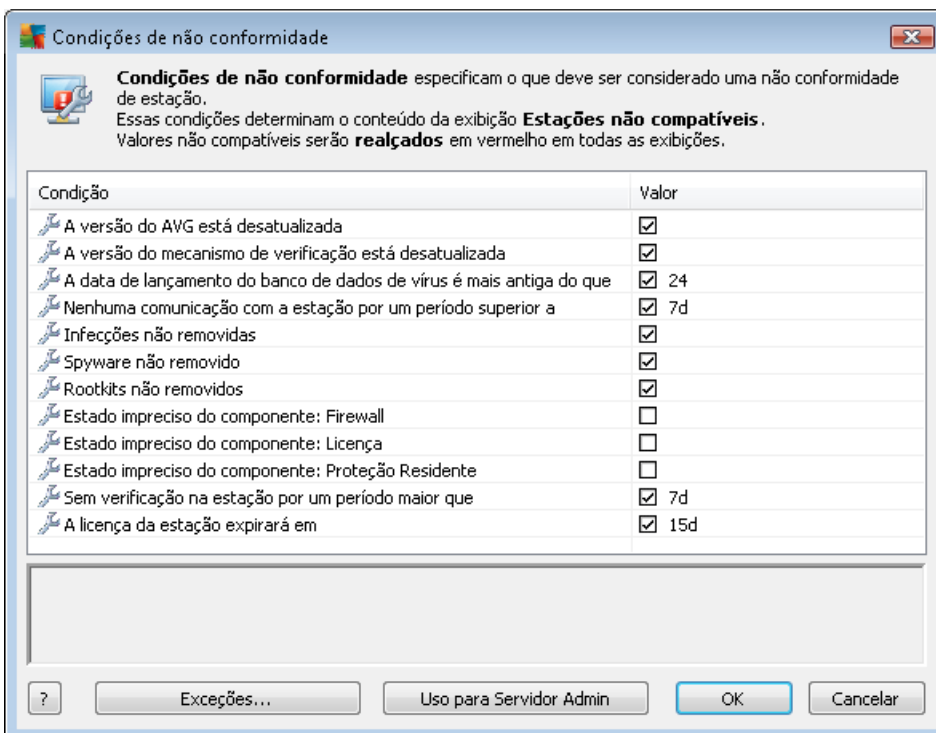 Condições de não conformidade
Condições de não conformidade especificam o que deve ser considerado uma não conformidade
de estação.
Essas condições determinam o conteúdo da exibição Estações não compatíveis.
Valores não compatíveis serão realçados em vermelho em todas as exibições.
Condição Valor
A versão do AVG está desatualizada
A versão do mecanismo de verificação está desatualizada
A data de lançamento do banco de dados de vírus é mais antiga do que 24
Nenhuma comunicação com a estação por um período superior a 7d
Infecções não removidas
Spyware não removido
Rootkits não removidos
Estado impreciso do componente: Firewall
Estado impreciso do componente: Licença
Estado impreciso do componente: Proteção Residente
Sem verificação na estação por um período maior que 7d
A licença da estação expirará em 15d
? Exceções... Uso para Servidor Admin OK Cancelar